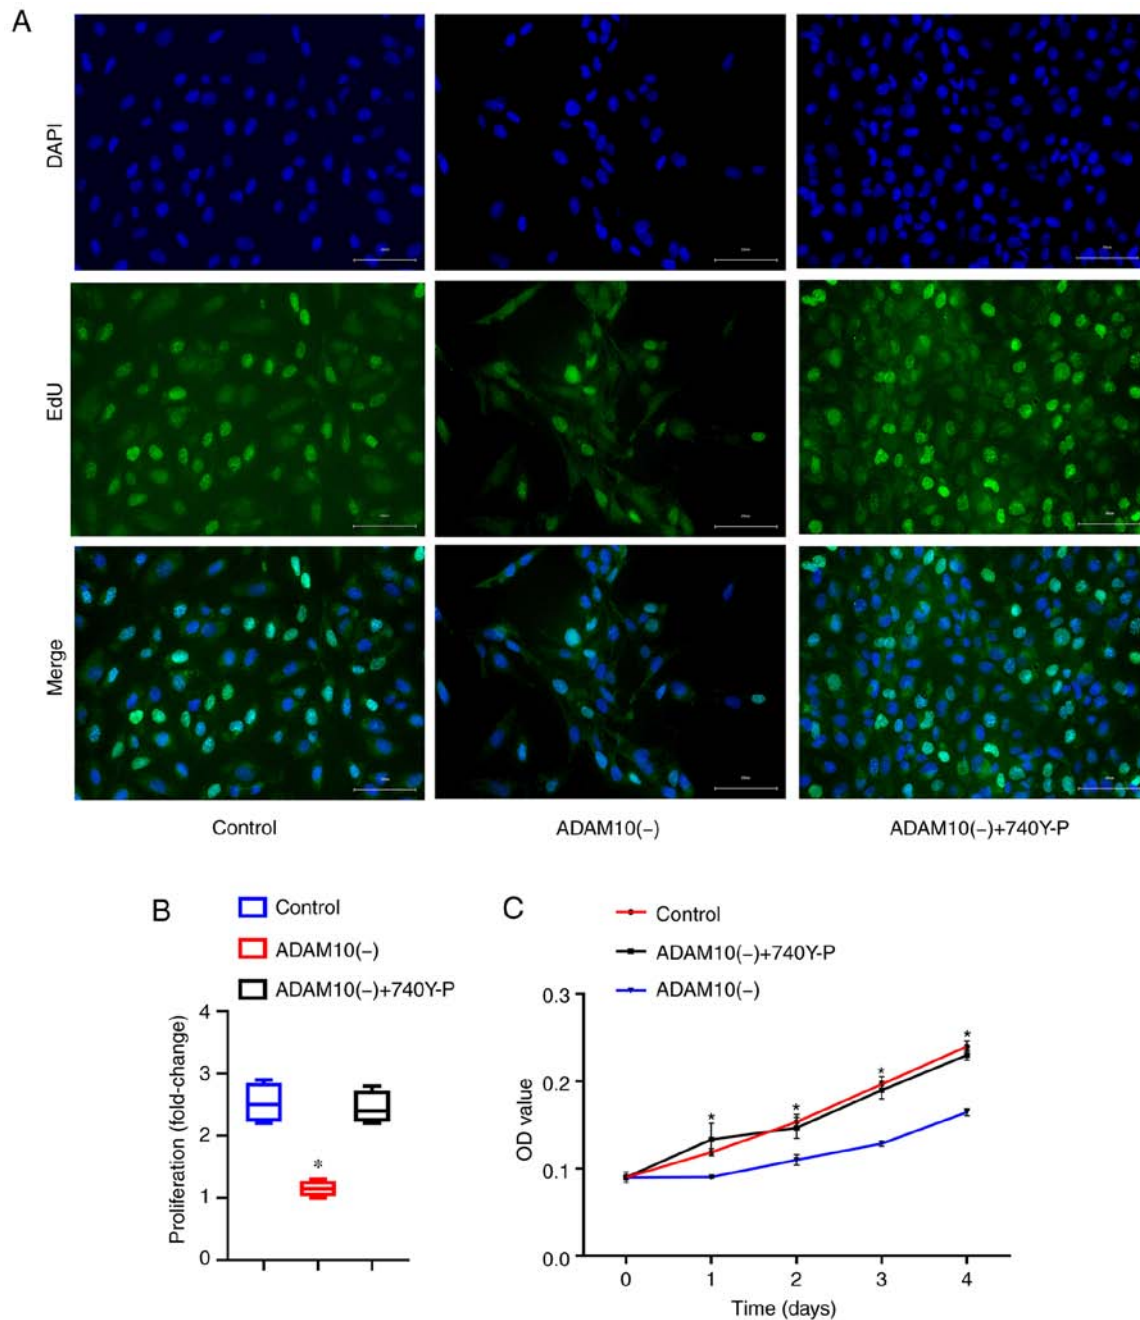 A
DAPI
EdU
Merge
Control
ADAM10(−)
ADAM10(−)+740Y-P
B
Control
ADAM10(−)
ADAM10(−)+740Y-P
Proliferation (fold-change)
4
3
2
1
0
*
C
Control
ADAM10(−)+740Y-P
ADAM10(−)
OD value
0.3
0.2
0.1
0.0
* * * *
0 1 2 3 4
Time (days)